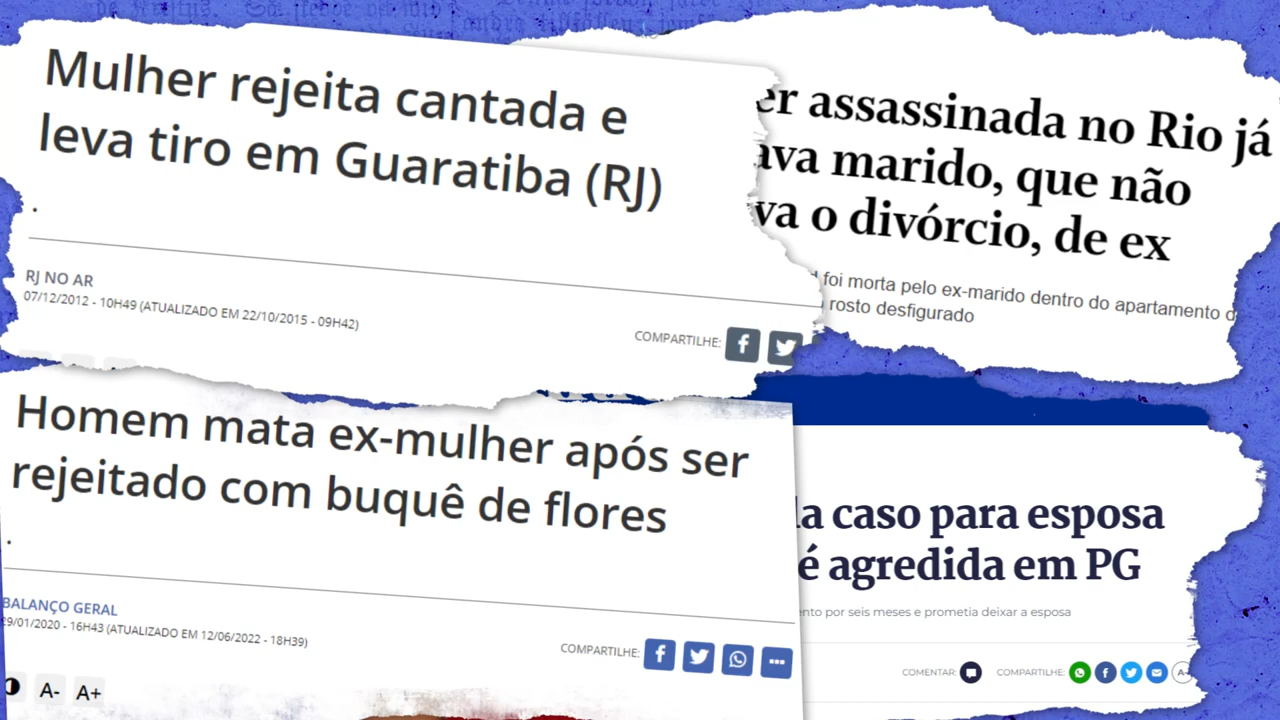 Mulher rejeita cantada e
leva tiro em Guaratiba (RJ)
.
RJ NO AR
07/12/2012 - 10H49 (ATUALIZADO EM 22/10/2015 - 09H42)
COMPARTILHE:
er assassinada no Rio já
ava marido, que não
va o divórcio, de ex
foi morta pelo ex-marido dentro do apartamento d
rosto desfigurado
Homem mata ex-mulher após ser
rejeitado com buquê de flores
.
BALANÇO GERAL
29/01/2020 - 16H43 (ATUALIZADO EM 12/06/2022 - 18H39)
COMPARTILHE:
A- A+
la caso para esposa
é agredida em PG
nto por seis meses e prometia deixar a esposa
COMENTAR: COMPARTILHE: A-